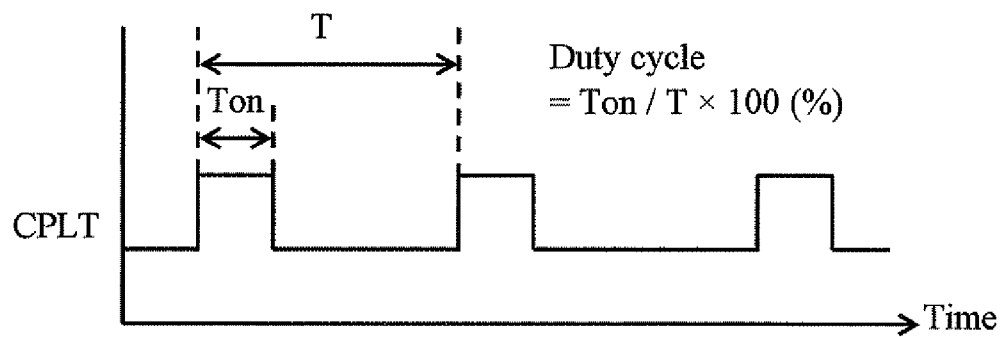 T
Duty cycle
= Ton / T × 100 (%)
Ton
CPLT
Time